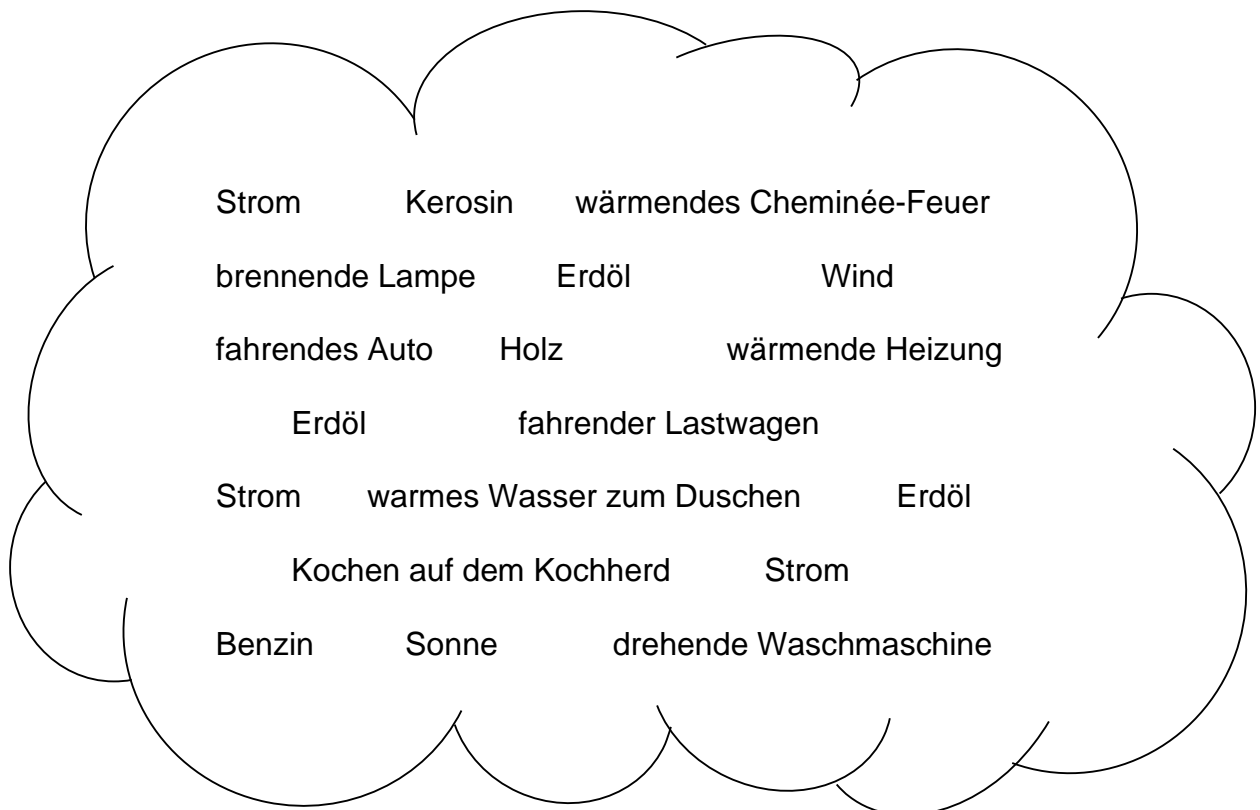 Strom Kerosin wärmendes Cheminée-Feuer
brennende Lampe Erdöl Wind
fahrendes Auto Holz wärmende Heizung
Erdöl fahrender Lastwagen
Strom warmes Wasser zum Duschen Erdöl
Kochen auf dem Kochherd Strom
Benzin Sonne drehende Waschmaschine